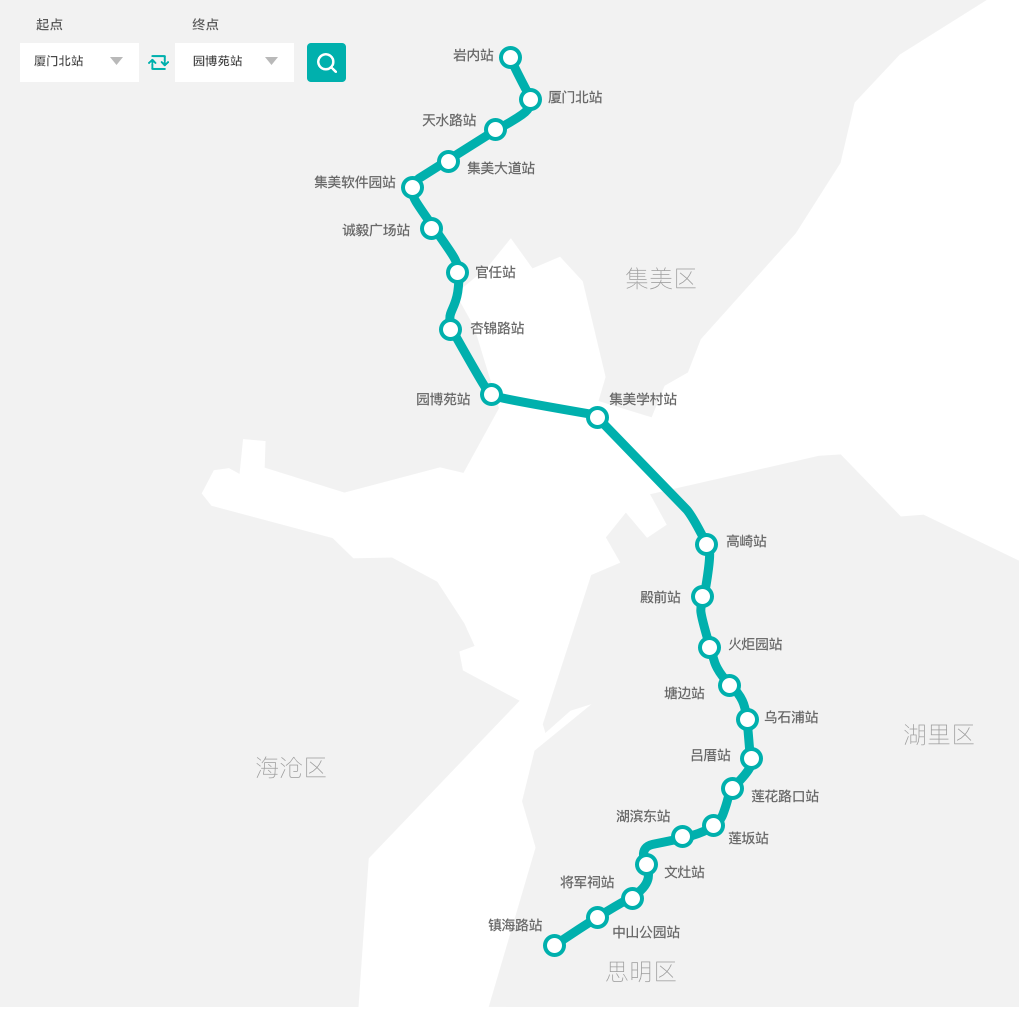 起点
终点
厦门北站
园博苑站
岩内站
厦门北站
天水路站
集美大道站
集美软件园站
诚毅广场站
官任站
集美区
杏锦路站
园博苑站
集美学村站
高崎站
殿前站
火炬园站
塘边站
乌石浦站
湖里区
吕厝站
海沧区
莲花路口站
湖滨东站
莲坂站
文灶站
将军祠站
镇海路站
中山公园站
思明区